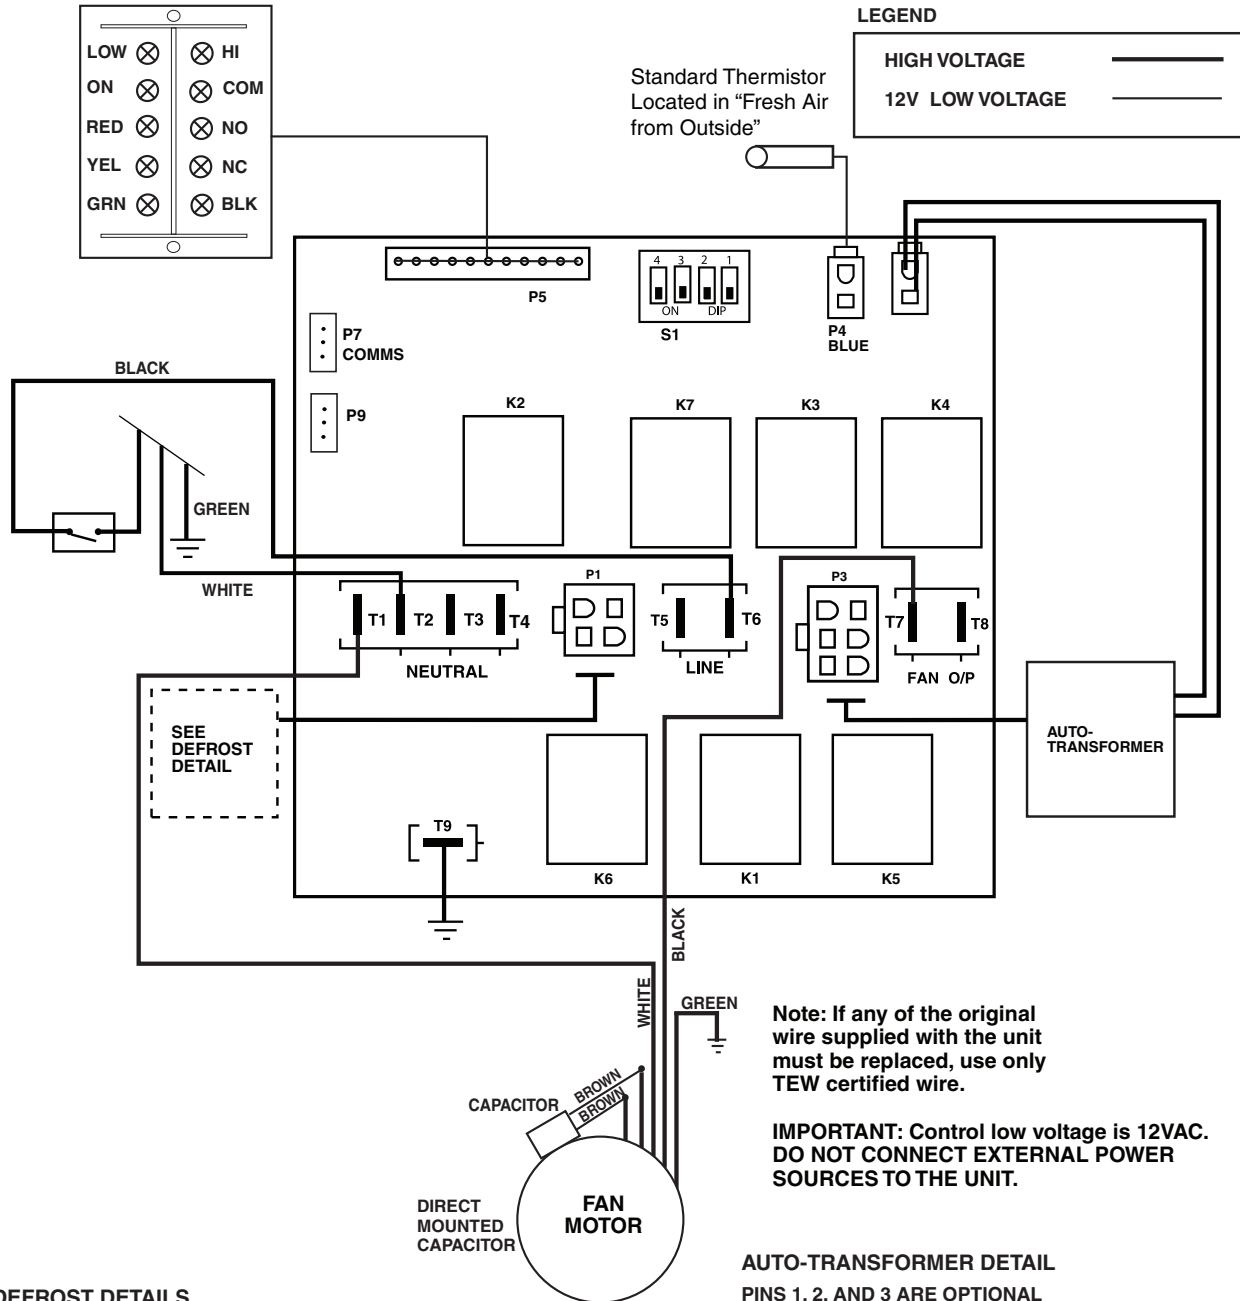 LEGEND
HIGH VOLTAGE
12V LOW VOLTAGE
LOW HI
ON COM
RED NO
YEL NC
GRN BLK
Standard Thermistor
Located in “Fresh Air
from Outside”
P5
4 3 2 1
ON DIP
S1
P4
BLUE
P7
COMMS
P9
BLACK
GREEN
WHITE
K2
K7
K3
K4
T1 T2 T3 T4
NEUTRAL
P1
T5 T6
LINE
P3
T7 T8
FAN O/P
SEE
DEFROST
DETAIL
AUTO-
TRANSFORMER
T9
K6
K1
K5
BLACK
WHITE
GREEN
BROWN
BROWN
CAPACITOR
DIRECT
MOUNTED
CAPACITOR
FAN
MOTOR
Note: If any of the original
wire supplied with the unit
must be replaced, use only
TEW certified wire.
IMPORTANT: Control low voltage is 12VAC.
DO NOT CONNECT EXTERNAL POWER
SOURCES TO THE UNIT.
AUTO-TRANSFORMER DETAIL
PINS 1, 2, AND 3 ARE OPTIONAL
DEFROST DETAILS